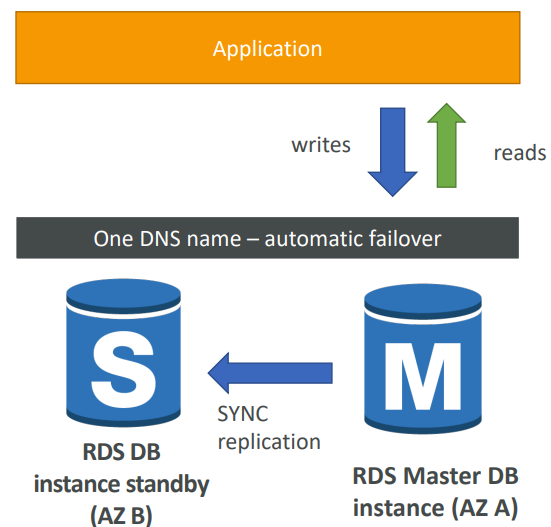 Application
writes
reads
One DNS name – automatic failover
S
M
SYNC
replication
RDS DB
instance standby
(AZ B)
RDS Master DB
instance (AZ A)